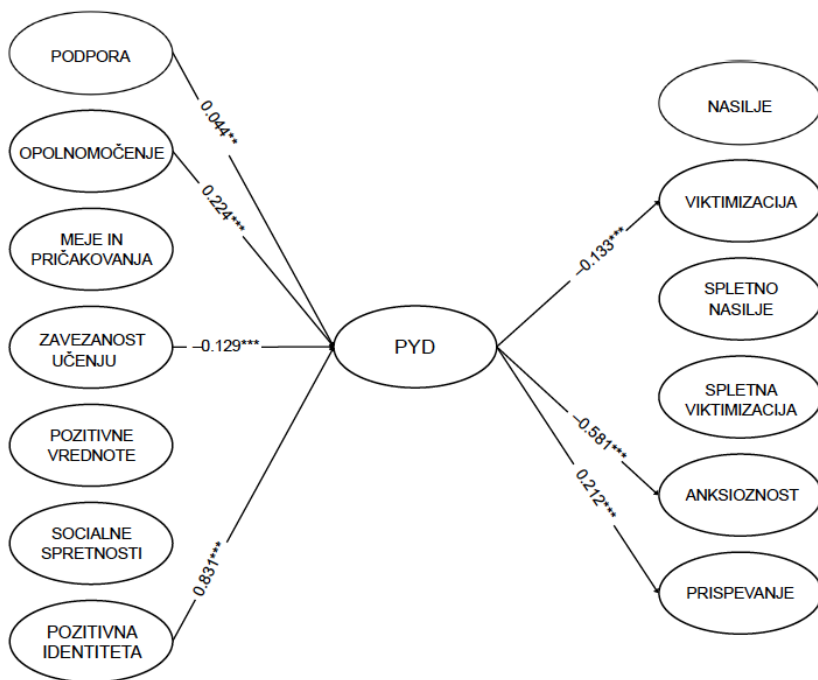 PODPORA
OPOLNOMOČENJE
MEJE IN
PRIČAKOVANJA
ZAVEZANOST
UČENJU
POZITIVNE
VREDNOTE
SOCIALNE
SPRETNOSTI
POZITIVNA
IDENTITETA
0.044**
0.224***
–0.129***
0.831***
PYD
–0.133***
–0.581***
0.212***
NASILJE
VIKTIMIZACIJA
SPLETNO
NASILJE
SPLETNA
VIKTIMIZACIJA
ANKSIOZNOST
PRISPEVANJE